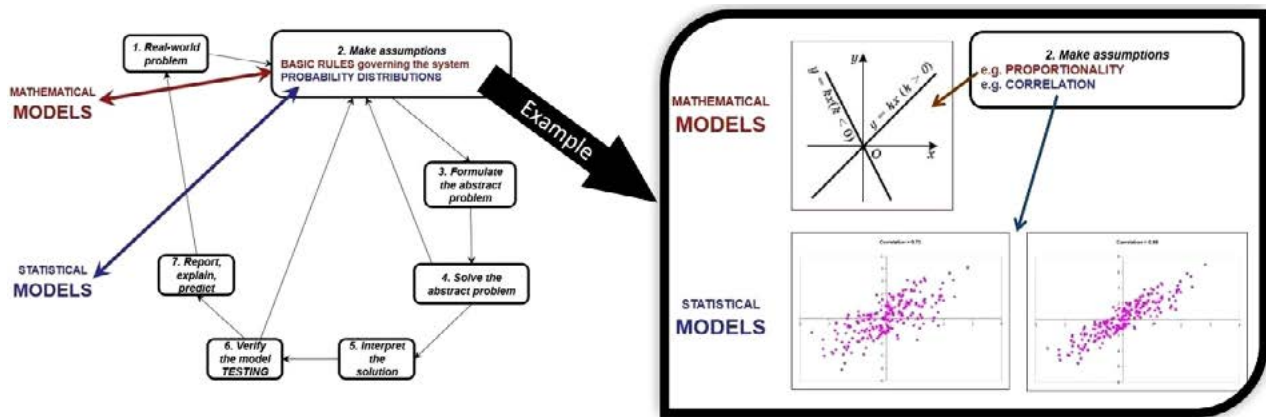 1. Real-world
problem
2. Make assumptions
BASIC RULES governing the system
PROBABILITY DISTRIBUTIONS
MATHEMATICAL
MODELS
3. Formulate
the abstract
problem
STATISTICAL
MODELS
7. Report,
explain,
predict
4. Solve the
abstract problem
6. Verify
the model
TESTING
5. Interpret
the
solution
Example
MATHEMATICAL
MODELS
y
y = kx(k < 0)
y = kx (k > 0)
O
x
2. Make assumptions
e.g. PROPORTIONALITY
e.g. CORRELATION
STATISTICAL
MODELS